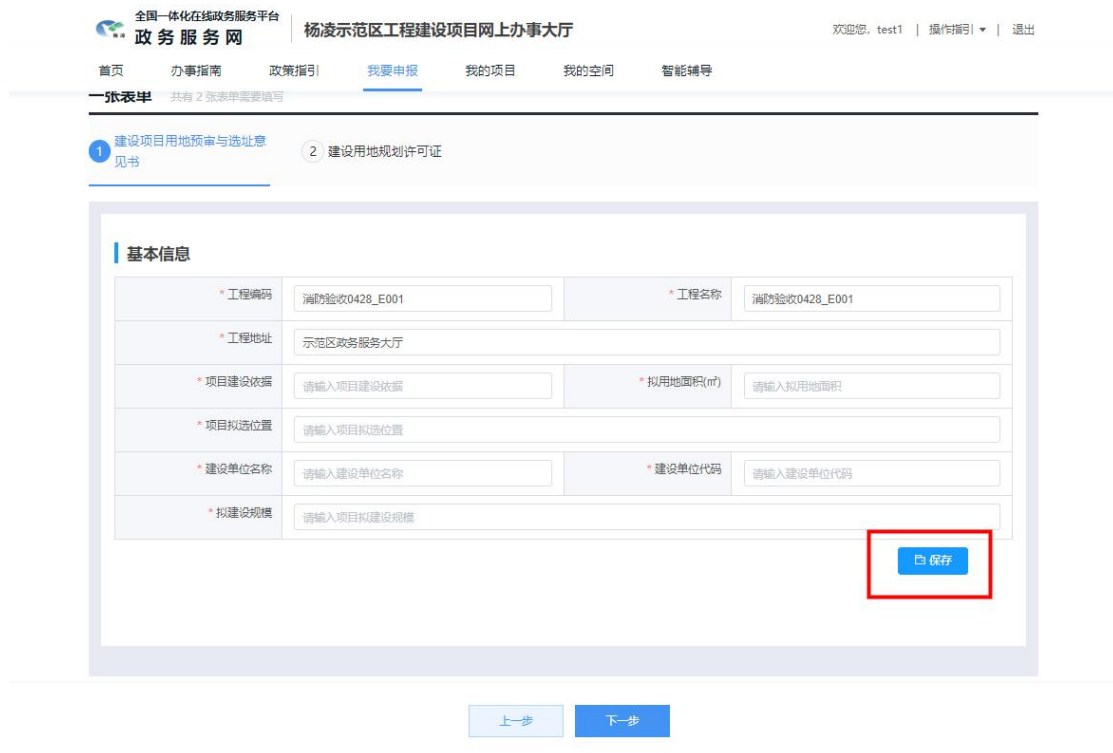 全国一体化在线政务服务平台
政务服务网
杨凌示范区工程建设项目网上办事大厅
欢迎您, test1 | 操作指引 ▼ | 退出
首页 办事指南 政策指引 我要申报 我的项目 我的空间 智能辅导
一张表单 共有 2 张表单需要填写
1 建设项目用地预审与选址意见书
2 建设用地规划许可证
基本信息
* 工程编码 消防验收0428_E001 * 工程名称 消防验收0428_E001
* 工程地址 示范区政务服务大厅
* 项目建设依据 请输入项目建设依据 * 拟用地面积(㎡) 请输入拟用地面积
* 项目拟选位置 请输入项目拟选位置
* 建设单位名称 请输入建设单位名称 * 建设单位代码 请输入建设单位代码
* 拟建设规模 请输入项目拟建设规模
保存
上一步 下一步